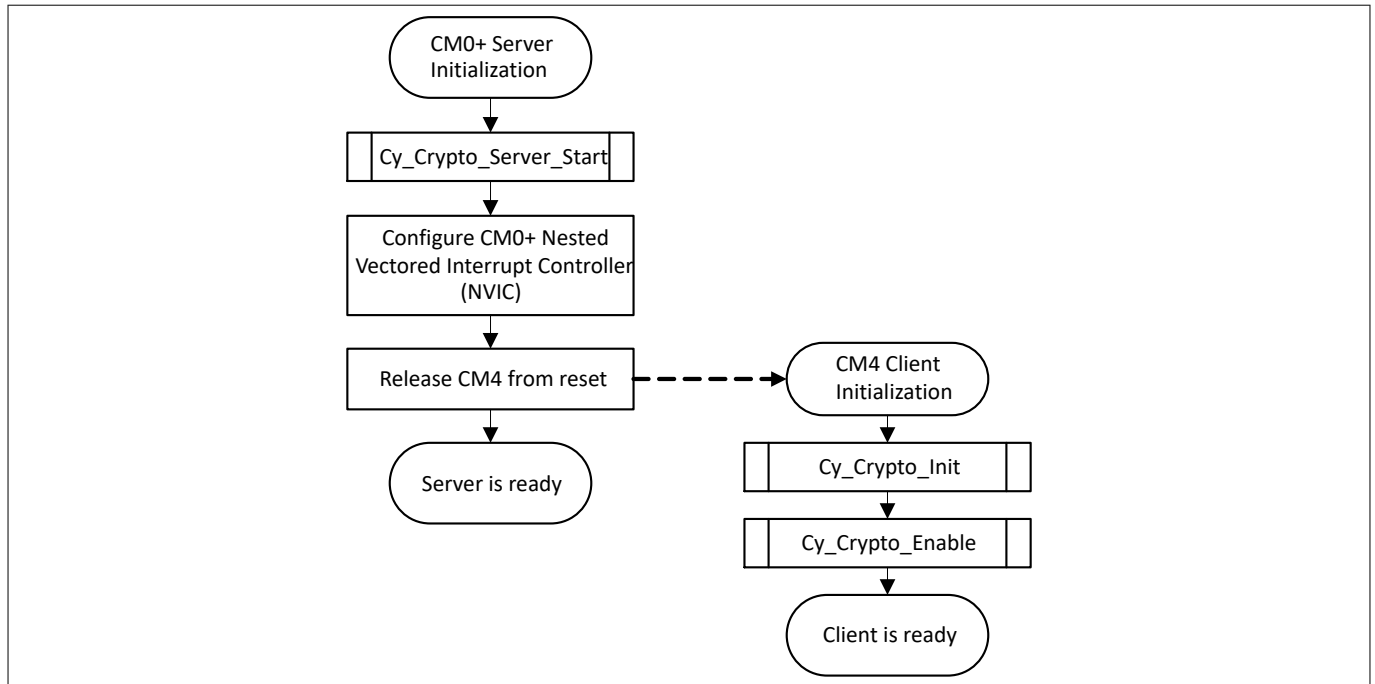 CM0+ Server
Initialization
Cy_Crypto_Server_Start
Configure CM0+ Nested
Vectored Interrupt Controller
(NVIC)
Release CM4 from reset
Server is ready
CM4 Client
Initialization
Cy_Crypto_Init
Cy_Crypto_Enable
Client is ready